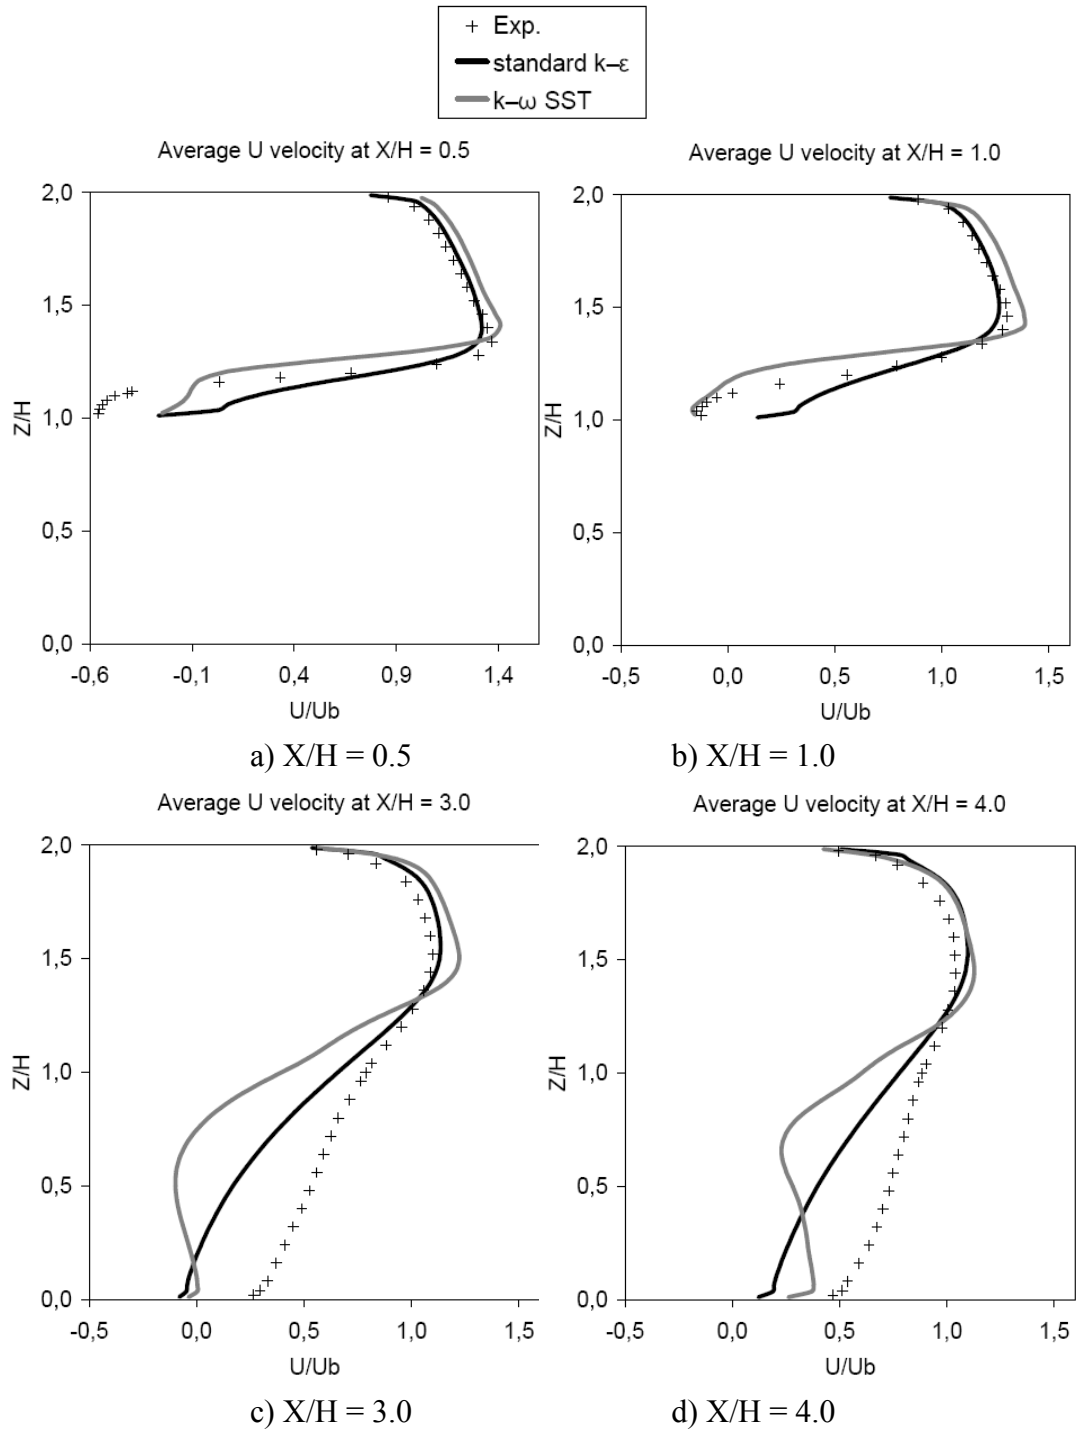 Exp.
standard k–ε
k–ω SST
Average U velocity at X/H = 0.5
2,0
1,5
1,0
0,5
0,0
Z/H
-0,6
-0,1
0,4
0,9
1,4
U/Ub
a) X/H = 0.5
Average U velocity at X/H = 1.0
2,0
1,5
1,0
0,5
0,0
Z/H
-0,5
0,0
0,5
1,0
1,5
U/Ub
b) X/H = 1.0
Average U velocity at X/H = 3.0
2,0
1,5
1,0
0,5
0,0
Z/H
-0,5
0,0
0,5
1,0
1,5
U/Ub
c) X/H = 3.0
Average U velocity at X/H = 4.0
2,0
1,5
1,0
0,5
0,0
Z/H
-0,5
0,0
0,5
1,0
1,5
U/Ub
d) X/H = 4.0